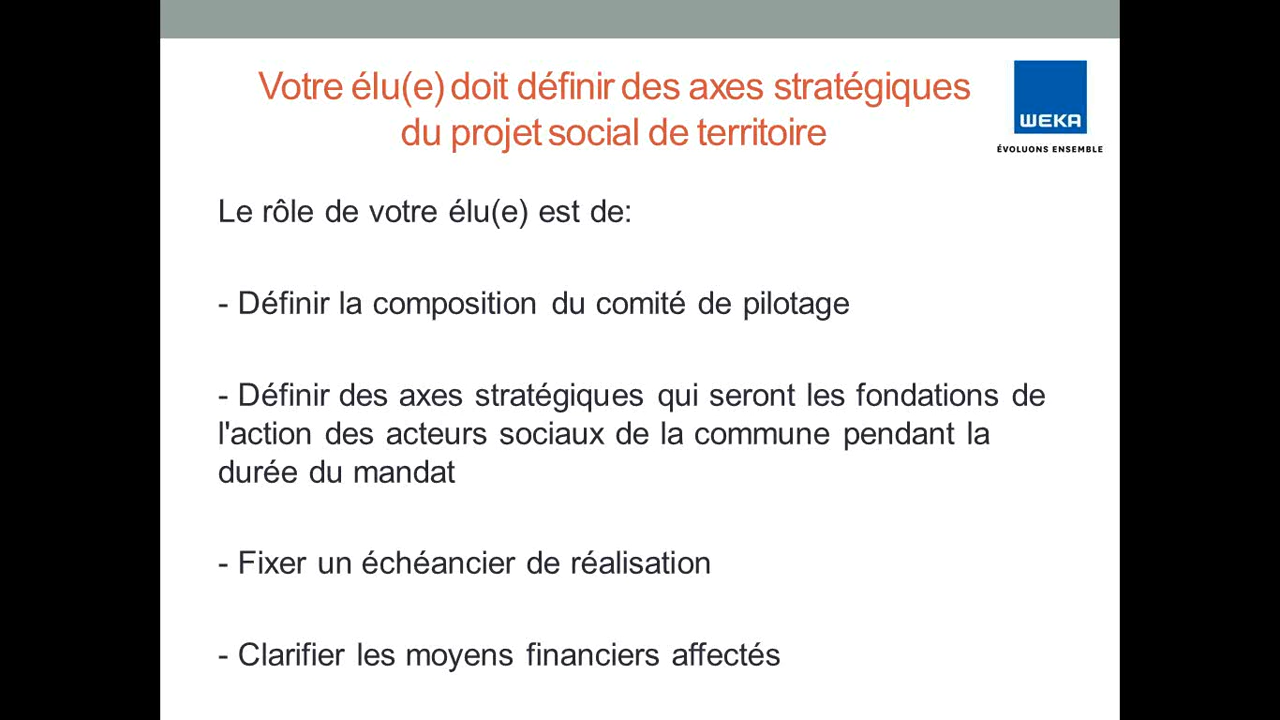 Votre élu(e) doit définir des axes stratégiques
du projet social de territoire
WEKA
ÉVOLUONS ENSEMBLE
Le rôle de votre élu(e) est de:
- Définir la composition du comité de pilotage
- Définir des axes stratégiques qui seront les fondations de
l'action des acteurs sociaux de la commune pendant la
durée du mandat
- Fixer un échéancier de réalisation
- Clarifier les moyens financiers affectés